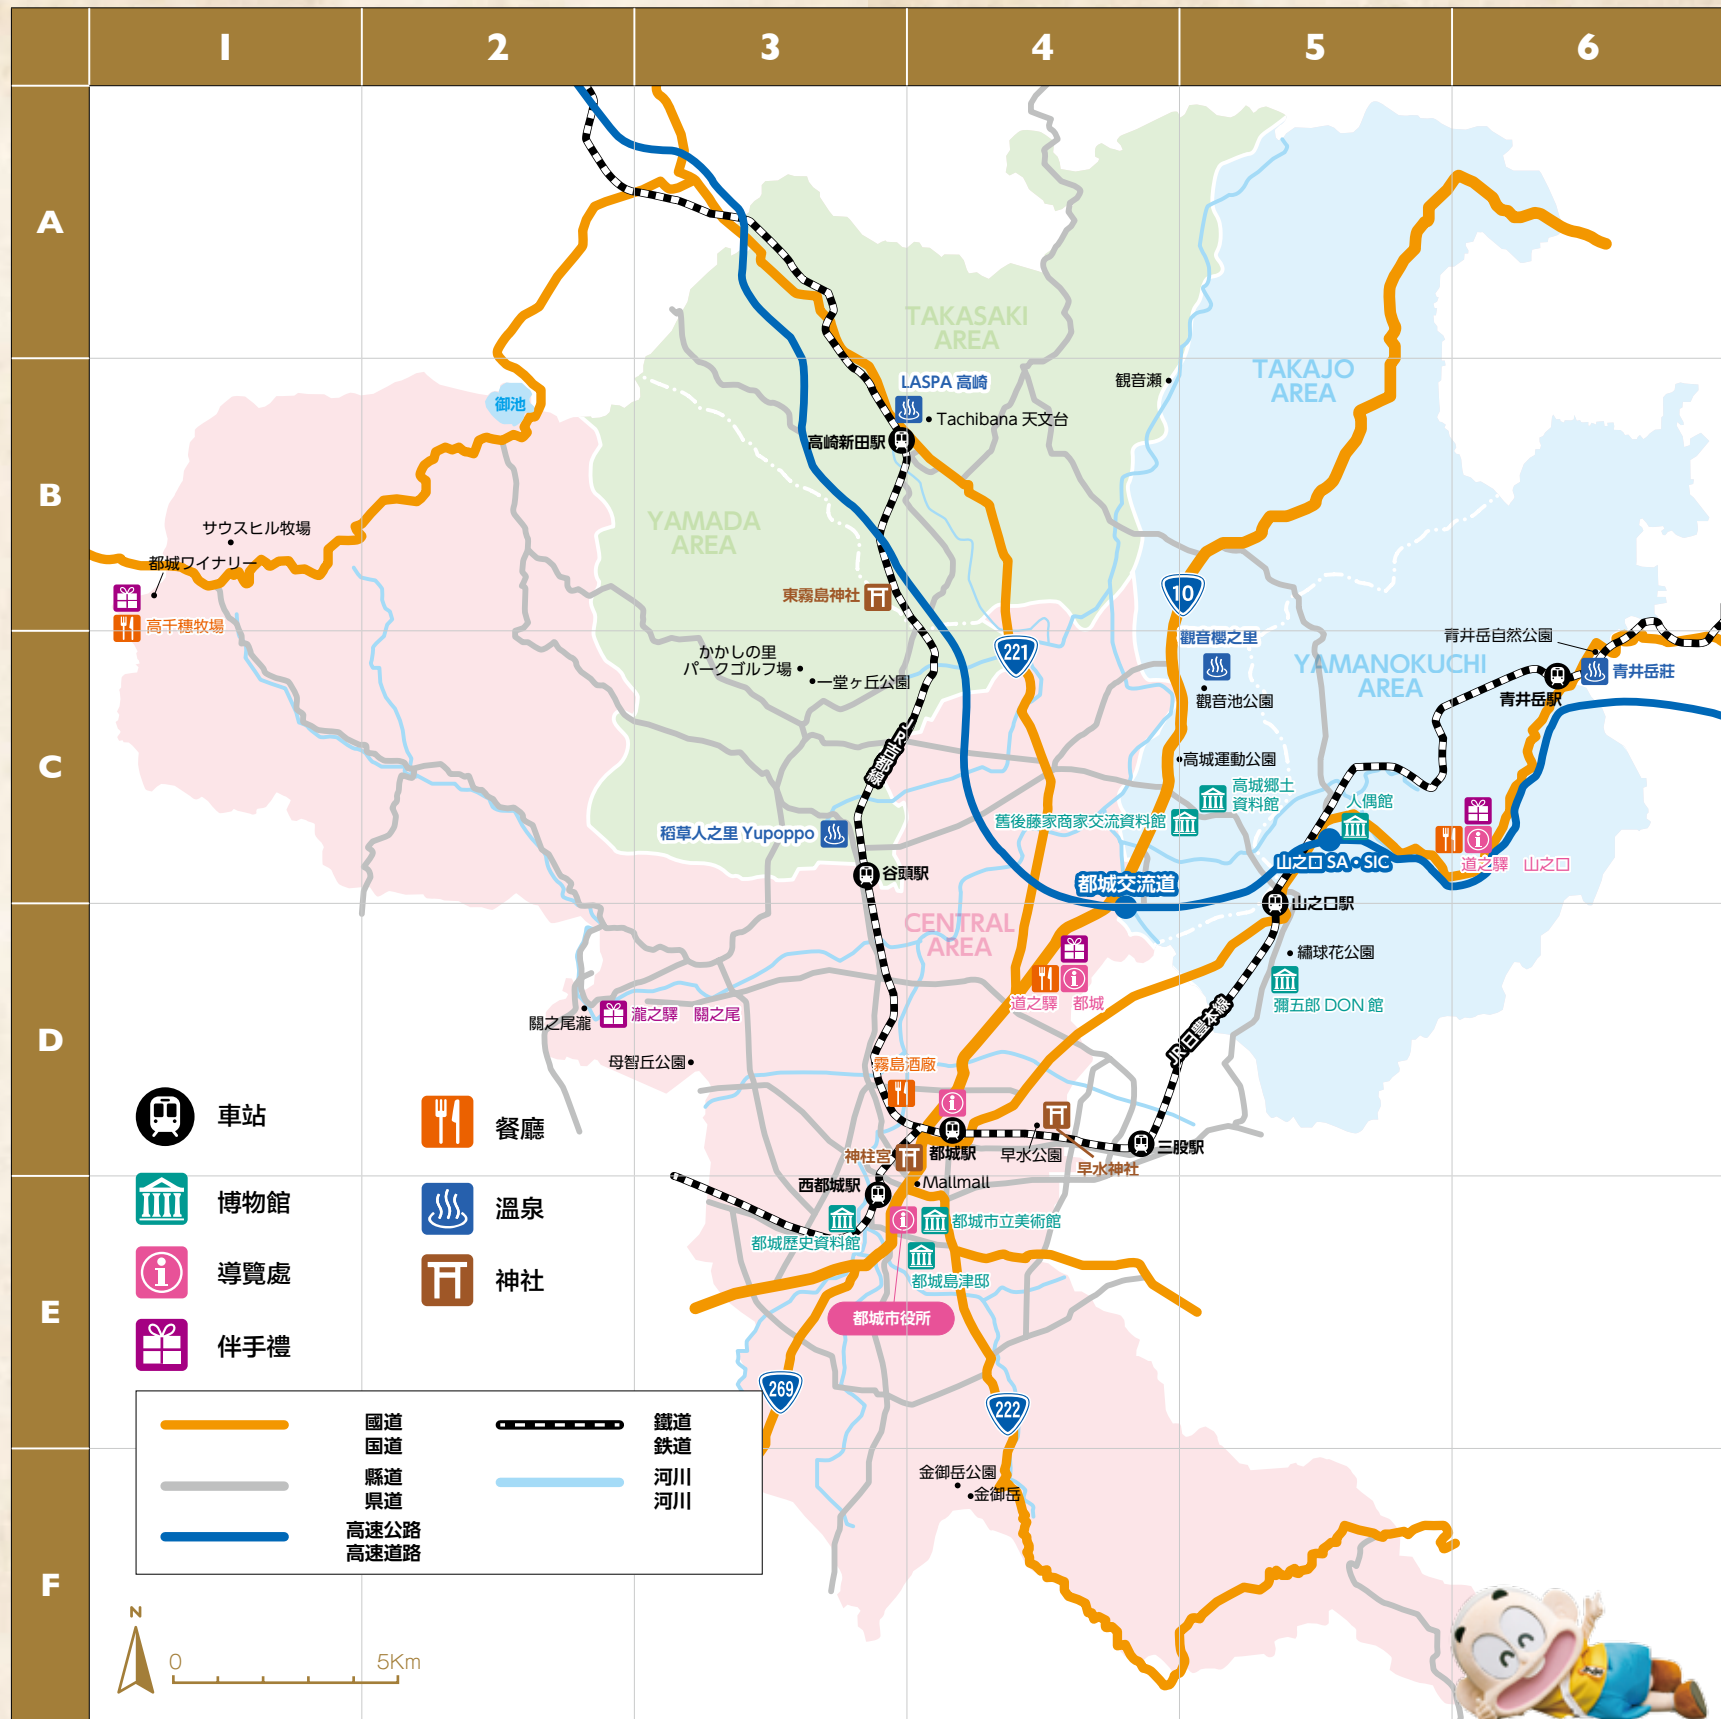 1
2
3
4
5
6
A
B
C
D
E
F
TAKASAKI
AREA
TAKAJO
AREA
LASPA 高崎
観音瀬
Tachibana 天文台
御池
高崎新田駅
YAMADA
AREA
サウスヒル牧場
都城ワイナリー
高千穂牧場
東霧島神社
10
221
かかしの里
パークゴルフ場
一堂ヶ丘公園
觀音櫻之里
觀音池公園
YAMANOKUCHI
AREA
青井岳自然公園
青井岳荘
青井岳駅
JR吉都線
高城運動公園
高城郷土
資料館
舊後藤家商家交流資料館
人偶館
稻草人之里 Yupoppo
山之口 SA・SIC
道之驛 山之口
谷頭駅
都城交流道
山之口駅
CENTRAL
AREA
繡球花公園
彌五郎 DON 館
道之驛 都城
關之尾瀧
瀧之驛 關之尾
JR日豊本線
母智丘公園
霧島酒廠
都城駅
早水公園
早水神社
三股駅
神柱宮
西都城駅
Mallmall
都城歴史資料館
都城市立美術館
都城島津邸
都城市役所
269
222
金御岳公園
金御岳
車站
餐廳
博物館
溫泉
導覽處
神社
伴手禮
國道
国道
鐵道
鉄道
縣道
県道
河川
河川
高速公路
高速道路
N
0
5Km